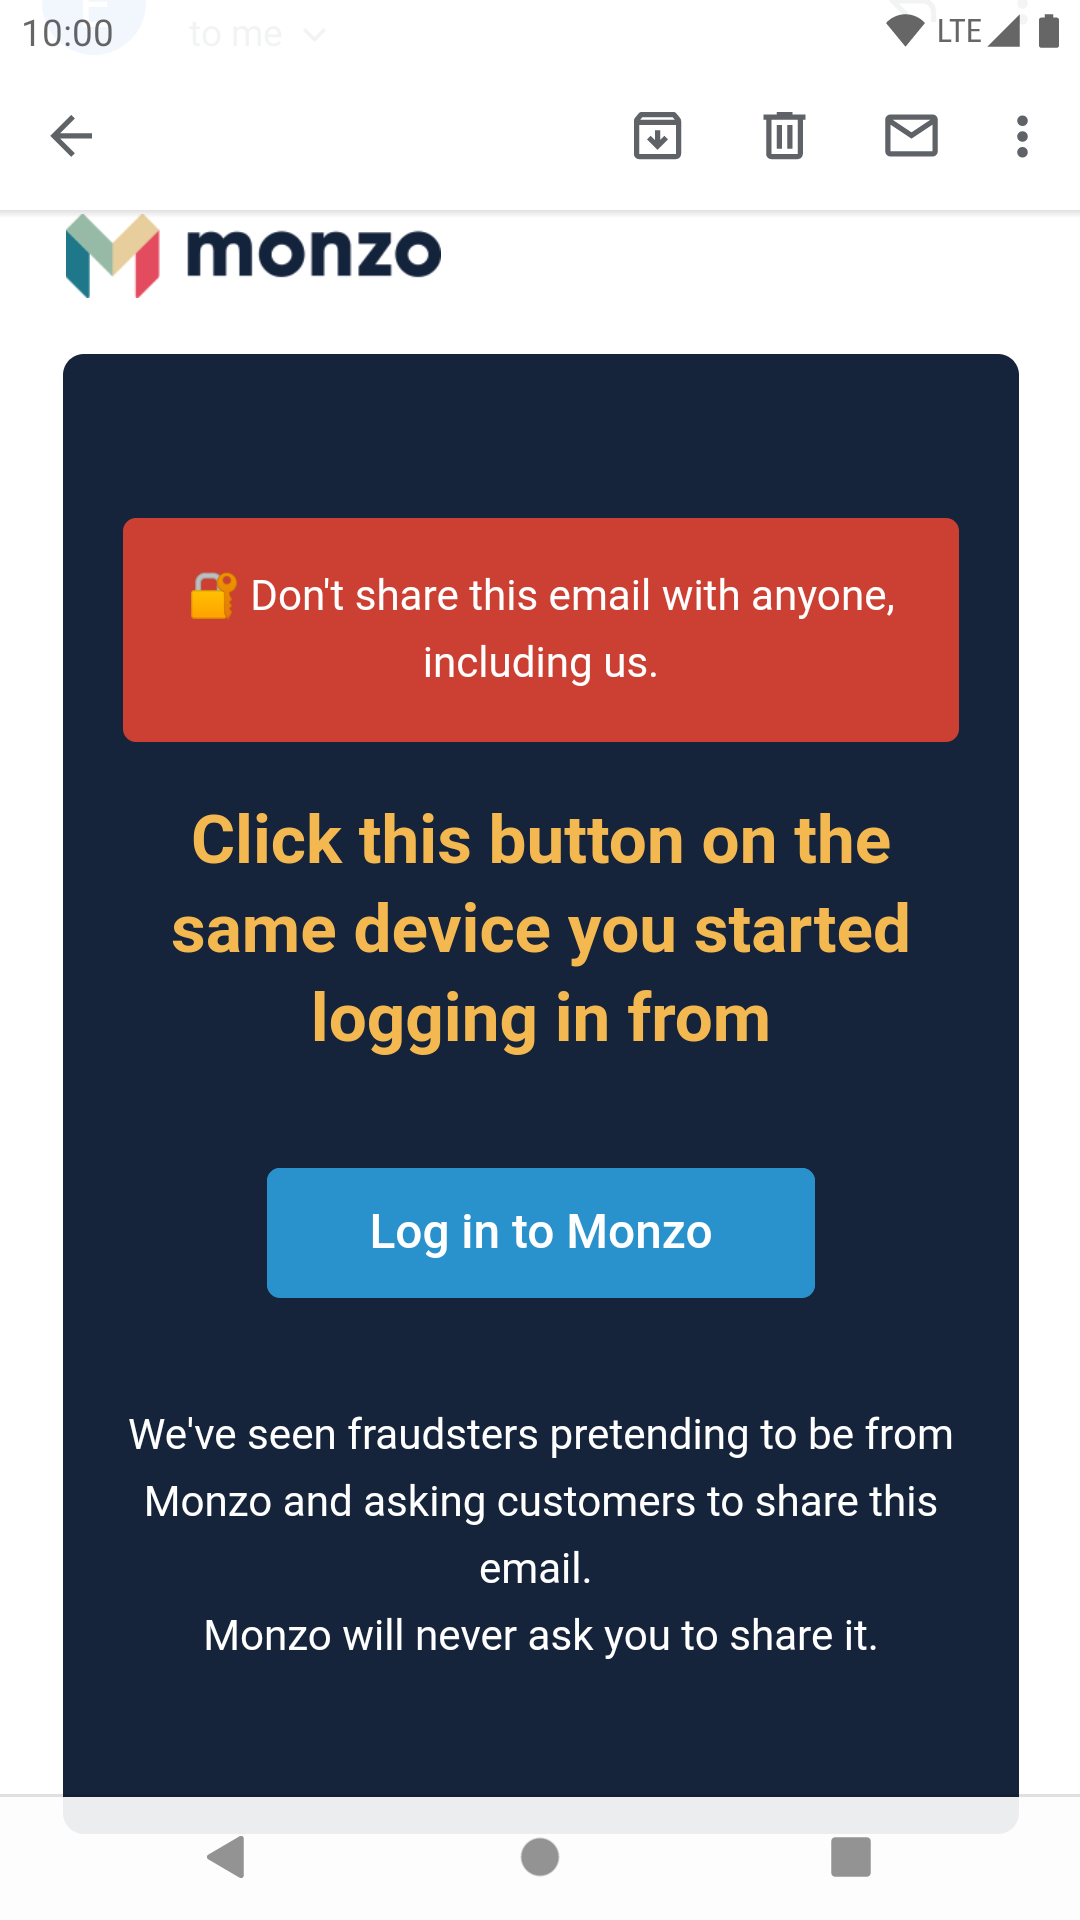 10:00
to me
LTE
monzo
🔐 Don't share this email with anyone,
including us.
Click this button on the
same device you started
logging in from
Log in to Monzo
We've seen fraudsters pretending to be from
Monzo and asking customers to share this
email.
Monzo will never ask you to share it.